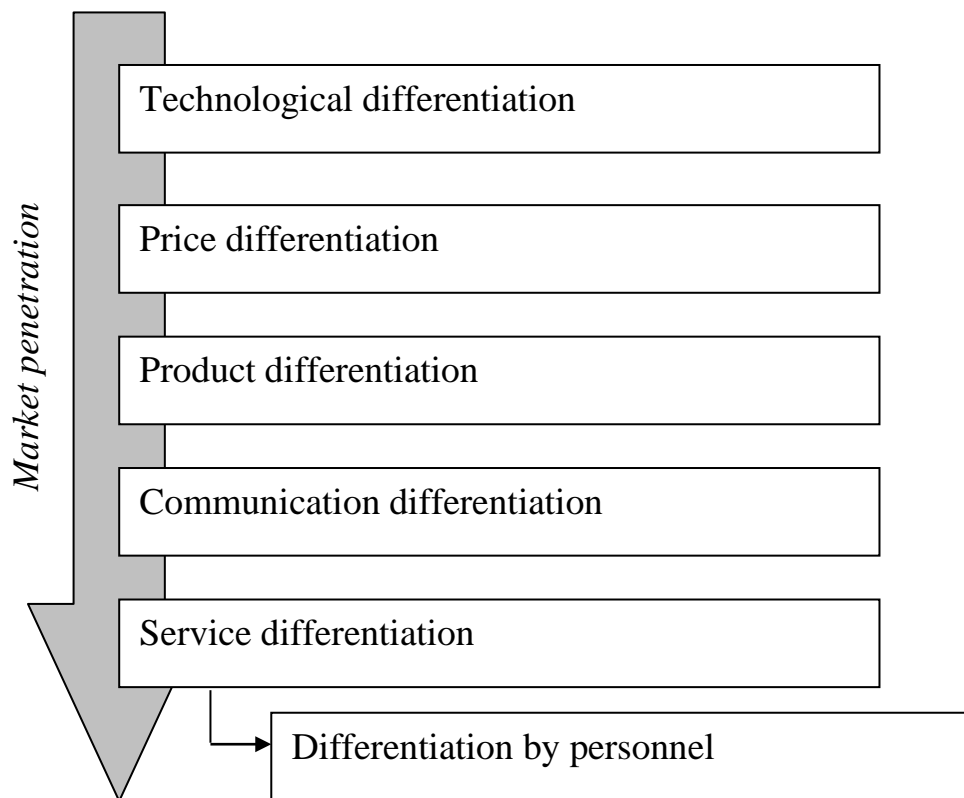 Market penetration
Technological differentiation
Price differentiation
Product differentiation
Communication differentiation
Service differentiation
Differentiation by personnel